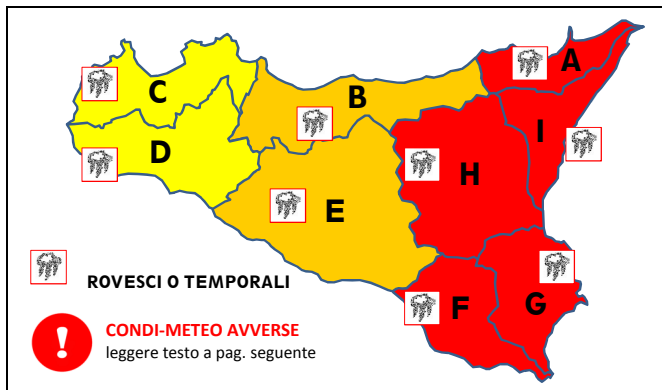 A
C
B
I
D
H
E
ROVESCI O TEMPORALI
F
G
!
CONDI-METEO AVVERSE
leggere testo a pag. seguente